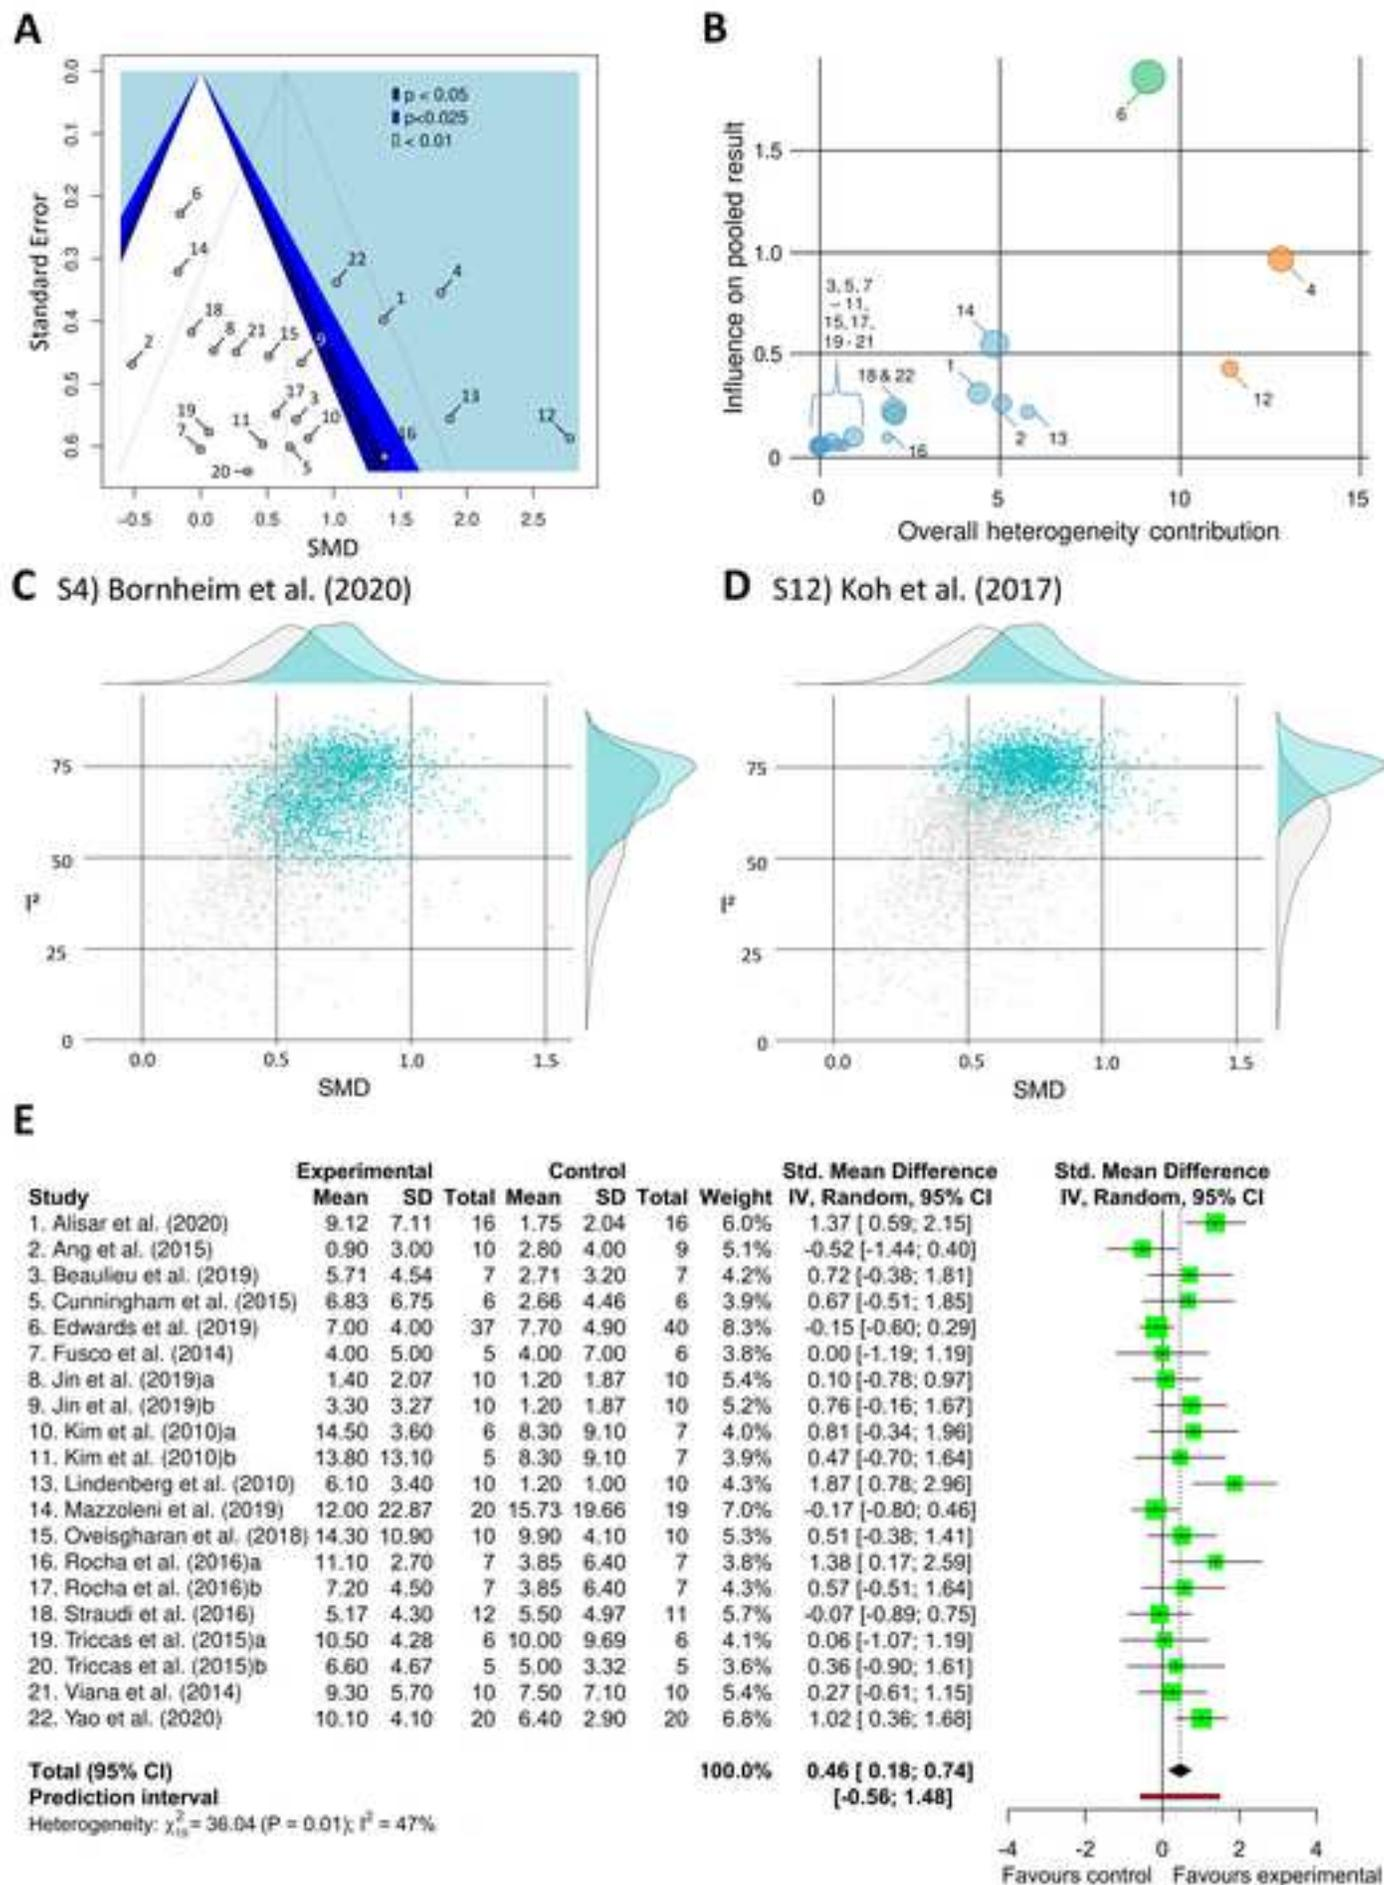 A
p < 0.05
p<0.025
< 0.01
0.0
0.1
0.2
0.3
0.4
0.5
0.6
Standard Error
6
14
22
4
1
18
8
21
15
9
2
17
3
13
12
19
11
10
16
7
5
20
-0.5 0.0 0.5 1.0 1.5 2.0 2.5
SMD
B
Influence on pooled result
1.5
1.0
0.5
0
6
4
3, 5, 7
– 11,
15, 17,
19 - 21
14
1
18 & 22
12
2
13
16
0 5 10 15
Overall heterogeneity contribution
C S4) Bornheim et al. (2020)
75
50
I²
25
0
0.0 0.5 1.0 1.5
SMD
D S12) Koh et al. (2017)
75
50
I²
25
0
0.0 0.5 1.0 1.5
SMD
E
Experimental Control Std. Mean Difference Std. Mean Difference
Study Mean SD Total Mean SD Total Weight IV, Random, 95% CI IV, Random, 95% CI
1. Alisar et al. (2020) 9.12 7.11 16 1.75 2.04 16 6.0% 1.37 [ 0.59; 2.15]
2. Ang et al. (2015) 0.90 3.00 10 2.80 4.00 9 5.1% -0.52 [-1.44; 0.40]
3. Beaulieu et al. (2019) 5.71 4.54 7 2.71 3.20 7 4.2% 0.72 [-0.38; 1.81]
5. Cunningham et al. (2015) 6.83 6.75 6 2.66 4.46 6 3.9% 0.67 [-0.51; 1.85]
6. Edwards et al. (2019) 7.00 4.00 37 7.70 4.90 40 8.3% -0.15 [-0.60; 0.29]
7. Fusco et al. (2014) 4.00 5.00 5 4.00 7.00 6 3.8% 0.00 [-1.19; 1.19]
8. Jin et al. (2019)a 1.40 2.07 10 1.20 1.87 10 5.4% 0.10 [-0.78; 0.97]
9. Jin et al. (2019)b 3.30 3.27 10 1.20 1.87 10 5.2% 0.76 [-0.16; 1.67]
10. Kim et al. (2010)a 14.50 3.60 6 8.30 9.10 7 4.0% 0.81 [-0.34; 1.96]
11. Kim et al. (2010)b 13.80 13.10 5 8.30 9.10 7 3.9% 0.47 [-0.70; 1.64]
13. Lindenberg et al. (2010) 6.10 3.40 10 1.20 1.00 10 4.3% 1.87 [ 0.78; 2.96]
14. Mazzoleni et al. (2019) 12.00 22.87 20 15.73 19.66 19 7.0% -0.17 [-0.80; 0.46]
15. Oveisgharan et al. (2018) 14.30 10.90 10 9.90 4.10 10 5.3% 0.51 [-0.38; 1.41]
16. Rocha et al. (2016)a 11.10 2.70 7 3.85 6.40 7 3.8% 1.38 [ 0.17; 2.59]
17. Rocha et al. (2016)b 7.20 4.50 7 3.85 6.40 7 4.3% 0.57 [-0.51; 1.64]
18. Straudi et al. (2016) 5.17 4.30 12 5.50 4.97 11 5.7% -0.07 [-0.89; 0.75]
19. Triccas et al. (2015)a 10.50 4.28 6 10.00 9.69 6 4.1% 0.06 [-1.07; 1.19]
20. Triccas et al. (2015)b 6.60 4.67 5 5.00 3.32 5 3.6% 0.36 [-0.90; 1.61]
21. Viana et al. (2014) 9.30 5.70 10 7.50 7.10 10 5.4% 0.27 [-0.61; 1.15]
22. Yao et al. (2020) 10.10 4.10 20 6.40 2.90 20 6.8% 1.02 [ 0.36; 1.68]
Total (95% CI) 100.0% 0.46 [ 0.18; 0.74]
Prediction interval [-0.56; 1.48]
Heterogeneity: χ²₁₉ = 36.04 (P = 0.01); I² = 47%
-4 -2 0 2 4
Favours control Favours experimental